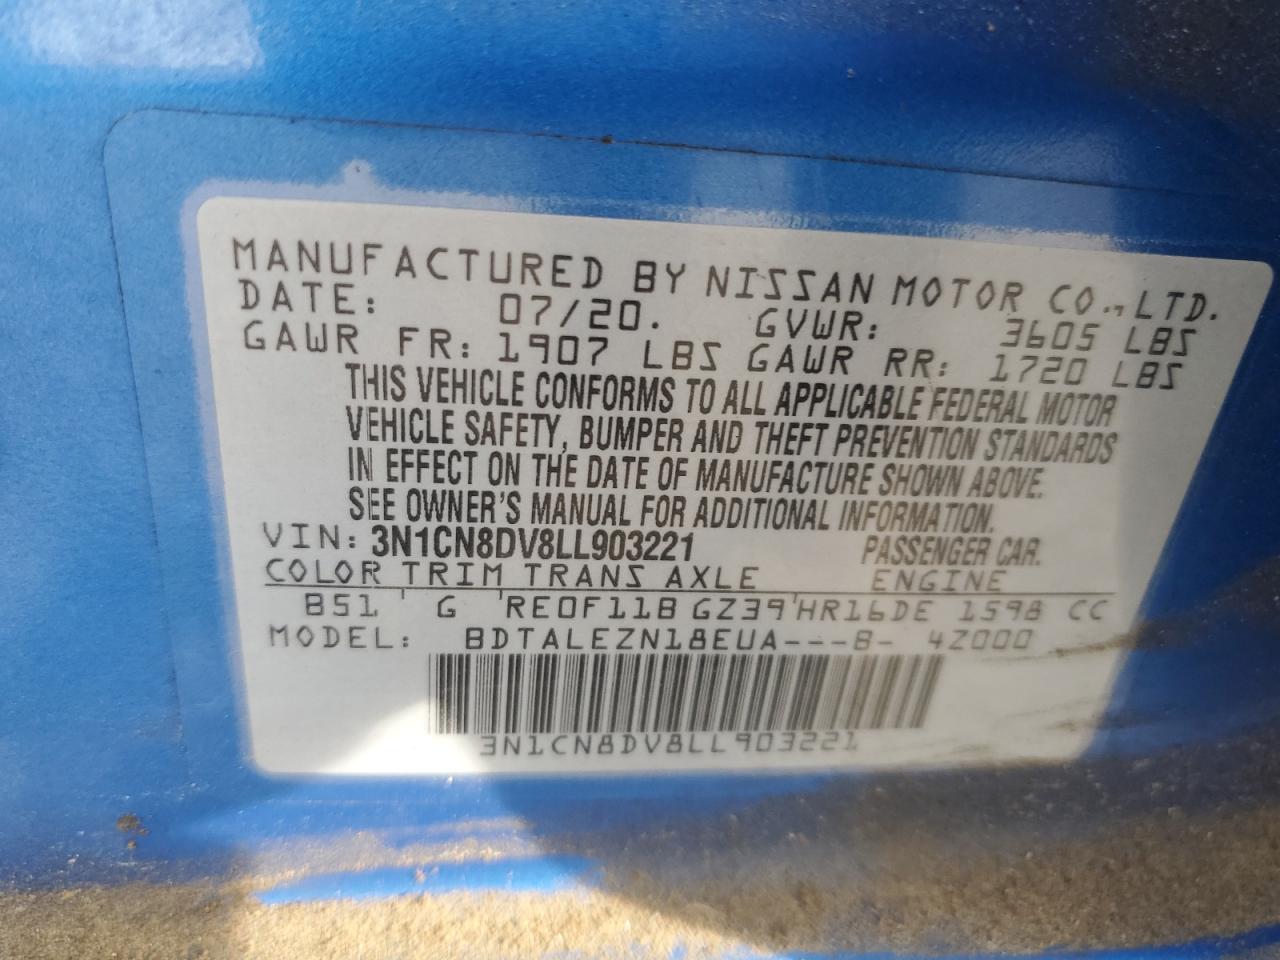 MANUFACTURED BY NISSAN MOTOR CO., LTD.
DATE: 07/20. GVWR: 3605 LBS
GAWR FR: 1907 LBS GAWR RR: 1720 LBS
THIS VEHICLE CONFORMS TO ALL APPLICABLE FEDERAL MOTOR
VEHICLE SAFETY, BUMPER AND THEFT PREVENTION STANDARDS
IN EFFECT ON THE DATE OF MANUFACTURE SHOWN ABOVE.
SEE OWNER'S MANUAL FOR ADDITIONAL INFORMATION.
VIN: 3N1CN8DV8LL903221 PASSENGER CAR.
COLOR TRIM TRANS AXLE ENGINE
B51 ' G 'RE0F11B GZ39'HR16DE 1598 CC
MODEL: BDTALEZN18EUA---B- 4Z000
3N1CN8DV8LL903221